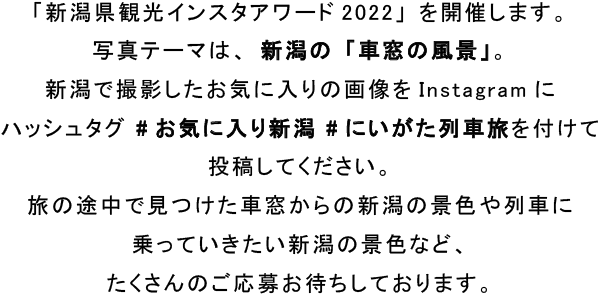 「新潟県観光インスタアワード 2022」を開催します。
写真テーマは、新潟の「車窓の風景」。
新潟で撮影したお気に入りの画像を Instagram に
ハッシュタグ #お気に入り新潟 #にいがた列車旅を付けて
投稿してください。
旅の途中で見つけた車窓からの新潟の景色や列車に
乗っていきたい新潟の景色など、
たくさんのご応募お待ちしております。